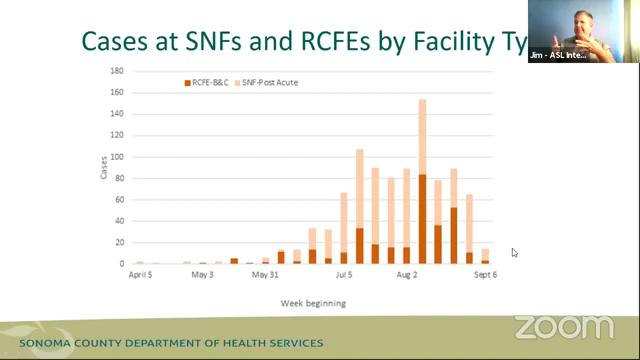 Cases at SNFs and RCFEs by Facility Ty
Jim - ASL Inte...
RCFE-B&C SNF-Post Acute
Cases
180
160
140
120
100
80
60
40
20
0
April 5 May 3 May 31 Jul 5 Aug 2 Sept 6
Week beginning
zoom
SONOMA COUNTY DEPARTMENT OF HEALTH SERVICES